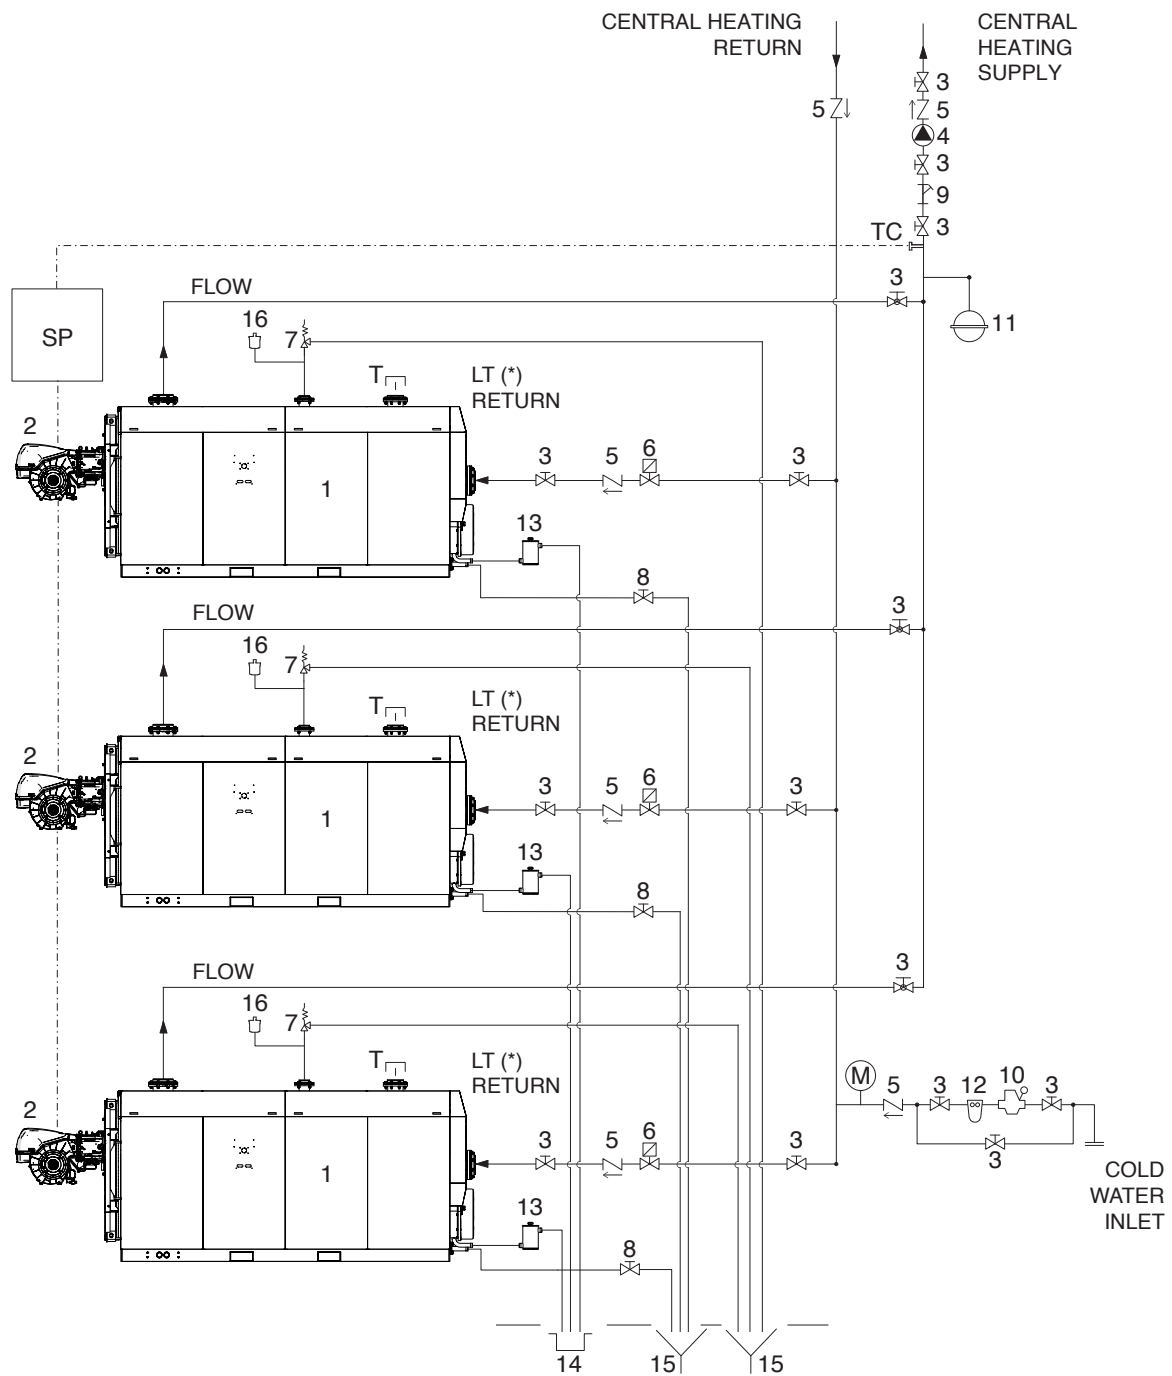 CENTRAL HEATING
RETURN
CENTRAL
HEATING
SUPPLY
3
5
5
4
3
9
3
TC
FLOW
3
SP
16
7
11
T
LT (*)
RETURN
2
3
5
6
3
1
13
8
FLOW
3
16
7
T
LT (*)
RETURN
2
3
5
6
3
1
13
8
FLOW
3
16
7
T
LT (*)
RETURN
M
5
3
12
10
3
2
3
5
6
3
3
1
COLD
WATER
INLET
13
8
14
15
15